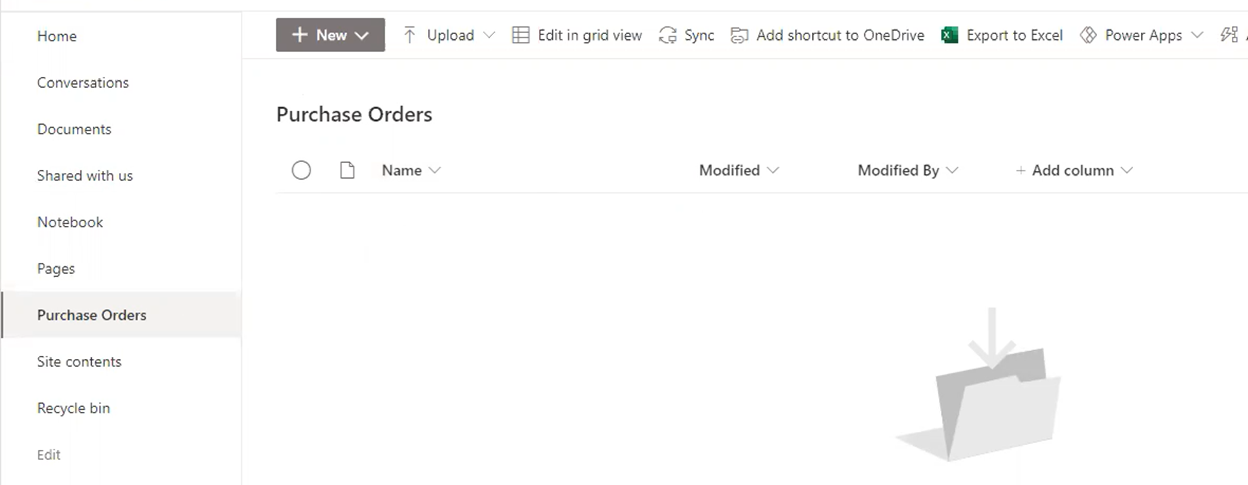 Home
Conversations
Documents
Shared with us
Notebook
Pages
Purchase Orders
Site contents
Recycle bin
Edit
New Upload Edit in grid view Sync Add shortcut to OneDrive Export to Excel Power Apps
Purchase Orders
Name Modified Modified By + Add column